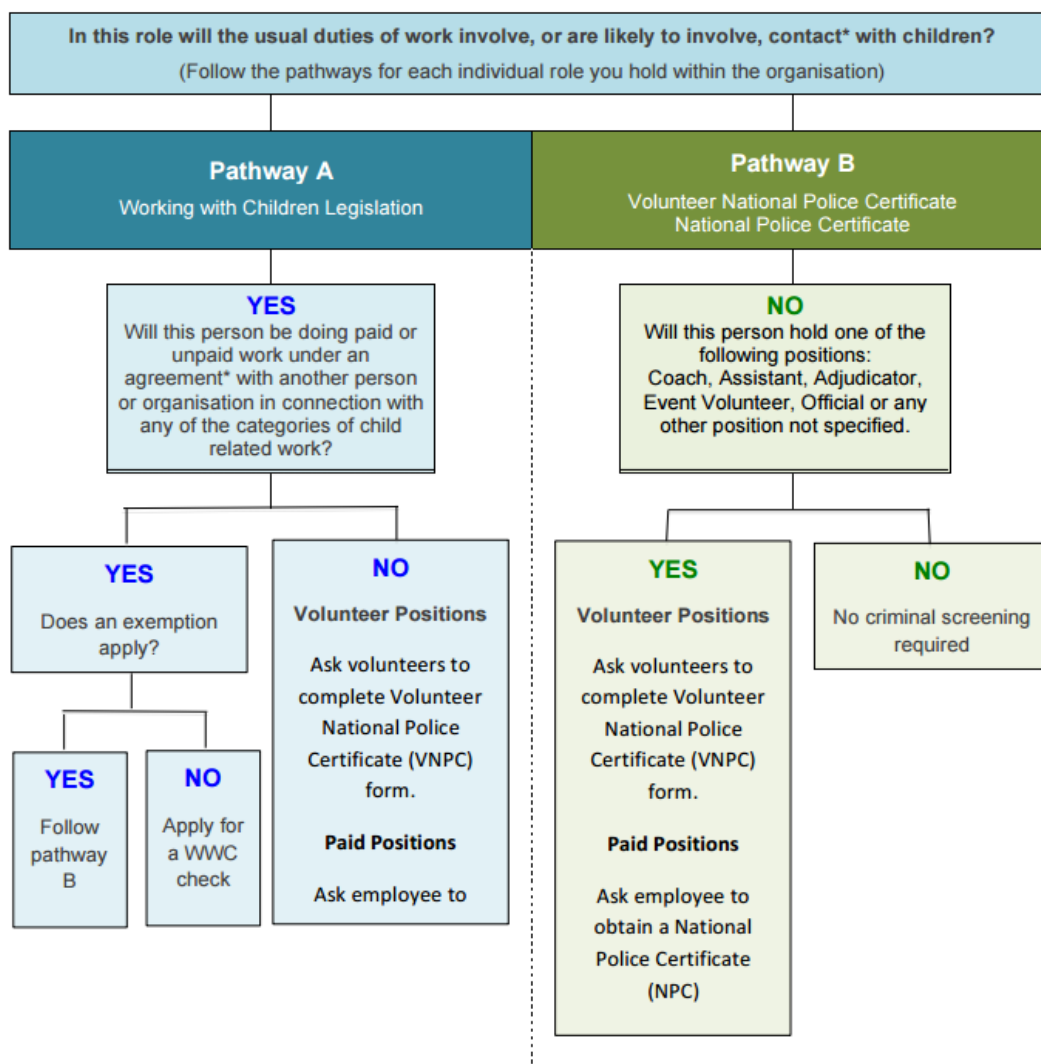 In this role will the usual duties of work involve, or are likely to involve, contact* with children?
(Follow the pathways for each individual role you hold within the organisation)
Pathway A
Working with Children Legislation
Pathway B
Volunteer National Police Certificate
National Police Certificate
YES
Will this person be doing paid or
unpaid work under an
agreement* with another person
or organisation in connection with
any of the categories of child
related work?
NO
Will this person hold one of the
following positions:
Coach, Assistant, Adjudicator,
Event Volunteer, Official or any
other position not specified.
YES
Does an exemption
apply?
YES
Follow
pathway
B
NO
Apply for
a WWC
check
NO
Volunteer Positions
Ask volunteers to
complete Volunteer
National Police
Certificate (VNPC)
form.
Paid Positions
Ask employee to
YES
Volunteer Positions
Ask volunteers to
complete Volunteer
National Police
Certificate (VNPC)
form.
Paid Positions
Ask employee to
obtain a National
Police Certificate
(NPC)
NO
No criminal screening
required